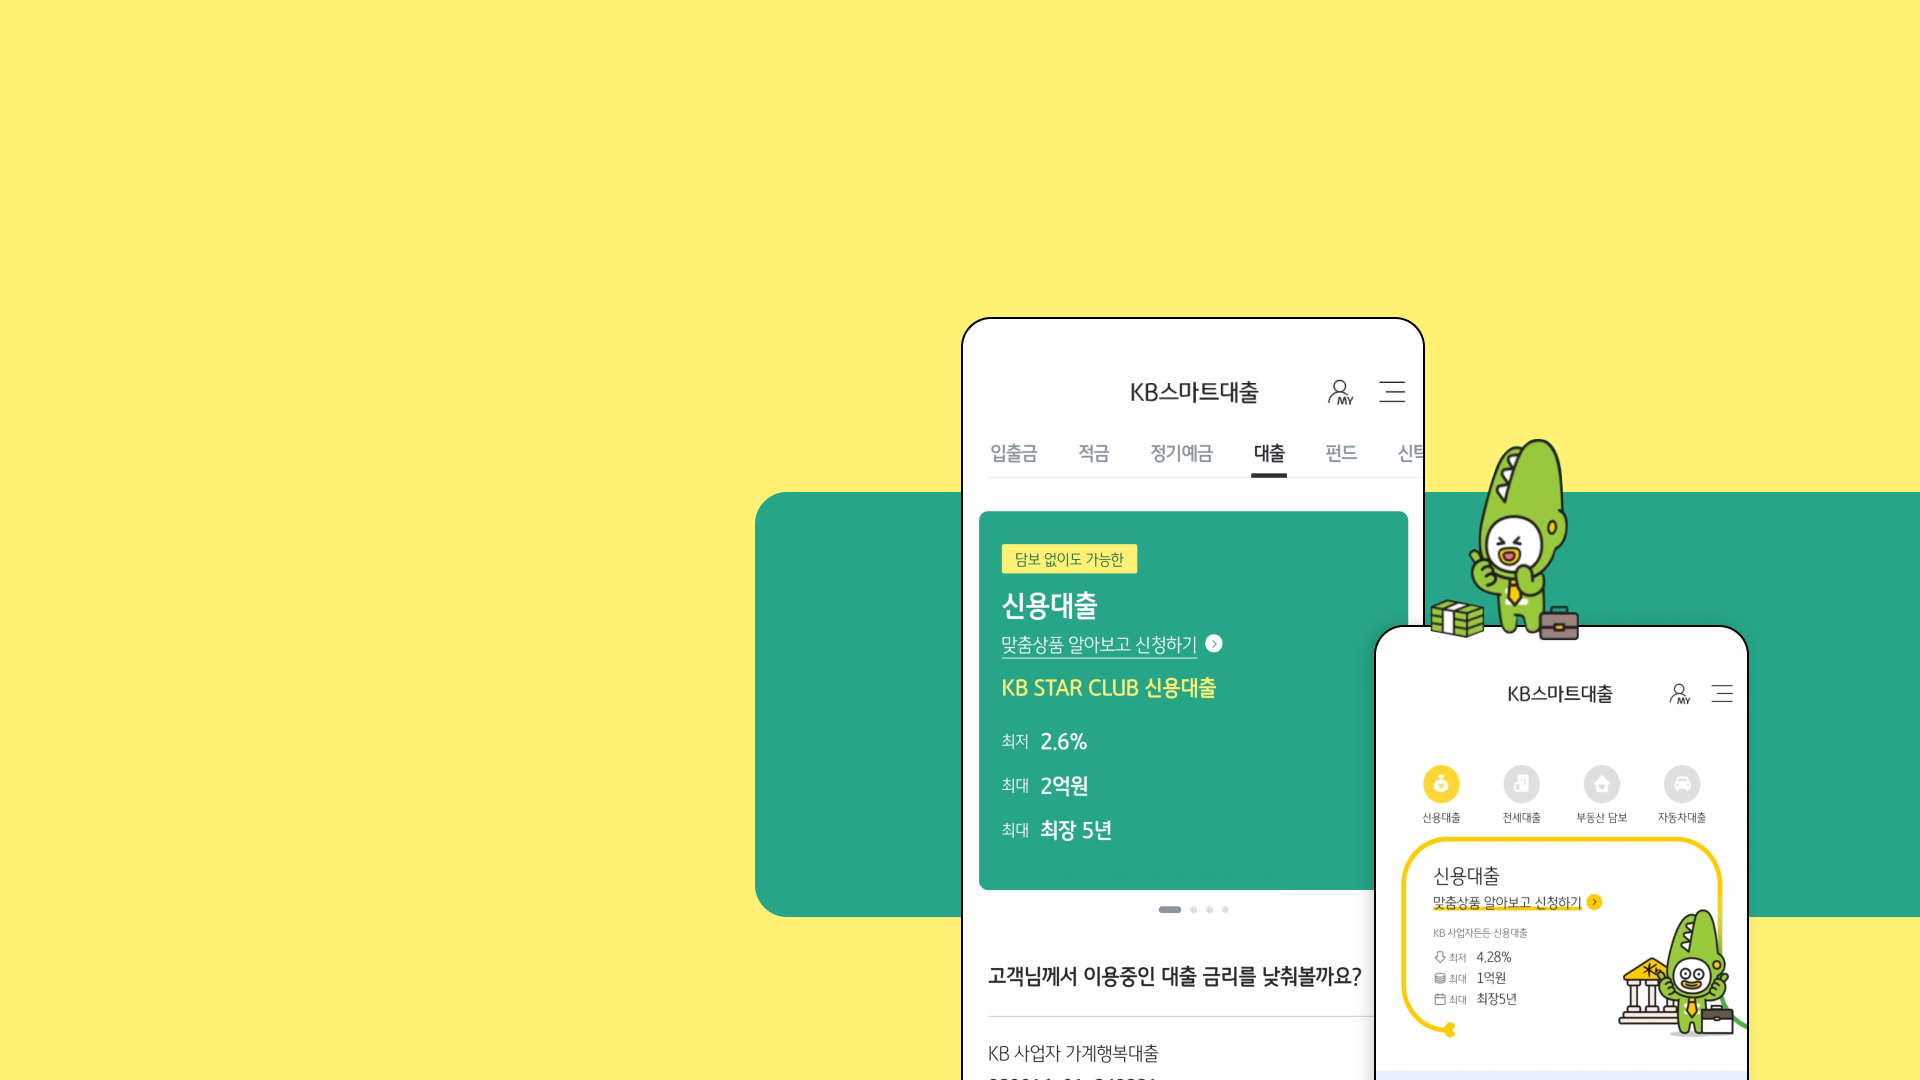 KB스마트대출
MY
입출금 적금 정기예금 대출 펀드
담보 없이도 가능한
신용대출
맞춤상품 알아보고 신청하기
KB STAR CLUB 신용대출
최저 2.6%
최대 2억원
최대 최장 5년
고객님께서 이용중인 대출 금리를 낮춰볼까요?
KB 사업자 가계행복대출
KB스마트대출
MY
신용대출 전세대출 부동산 담보 자동차대출
신용대출
맞춤상품 알아보고 신청하기
KB 사업자든든 신용대출
최저 4.28%
최대 1억원
최대 최장5년